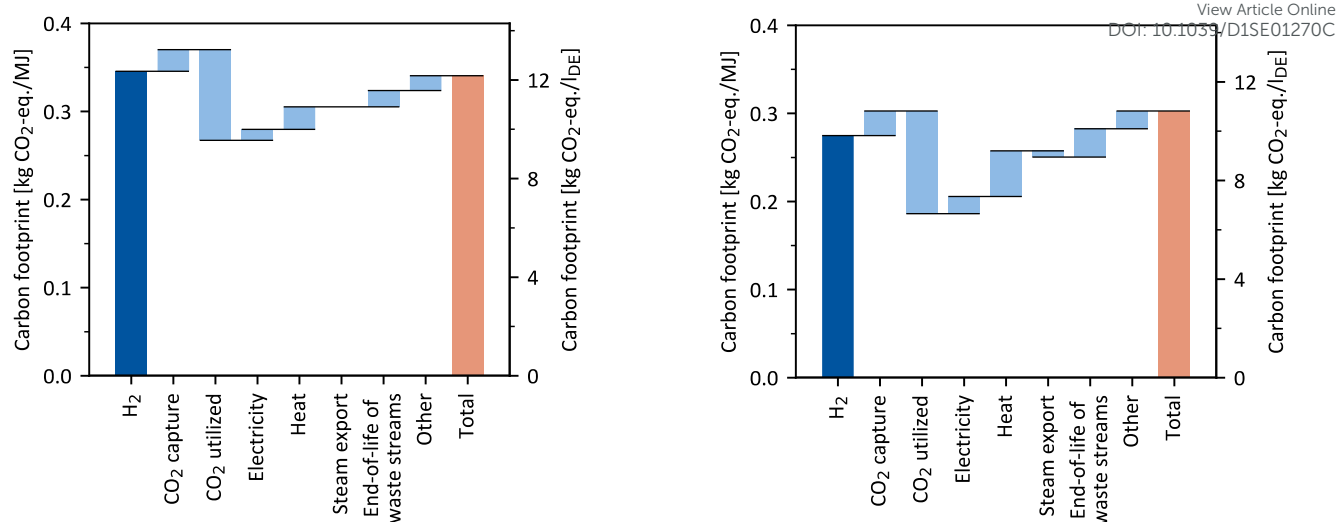 View Article Online
DOI: 10.1039/D1SE01270C
Carbon footprint [kg CO₂-eq./MJ]
0.4
0.3
0.2
0.1
0.0
12
8
4
0
Carbon footprint [kg CO₂-eq./l_DE]
H₂
CO₂ capture
CO₂ utilized
Electricity
Heat
Steam export
End-of-life of
waste streams
Other
Total
Carbon footprint [kg CO₂-eq./MJ]
0.4
0.3
0.2
0.1
0.0
12
8
4
0
Carbon footprint [kg CO₂-eq./l_DE]
H₂
CO₂ capture
CO₂ utilized
Electricity
Heat
Steam export
End-of-life of
waste streams
Other
Total